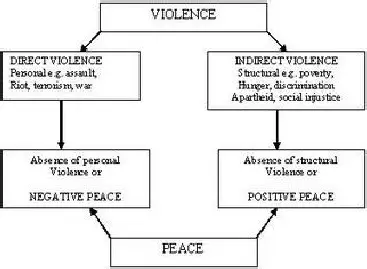 VIOLENCE
DIRECT VIOLENCE
Personal e.g. assault,
Riot, terrorism, war
INDIRECT VIOLENCE
Structural e.g. poverty,
Hunger, discrimination
Apartheid, social injustice
Absence of personal
Violence or
NEGATIVE PEACE
Absence of structural
Violence or
POSITIVE PEACE
PEACE